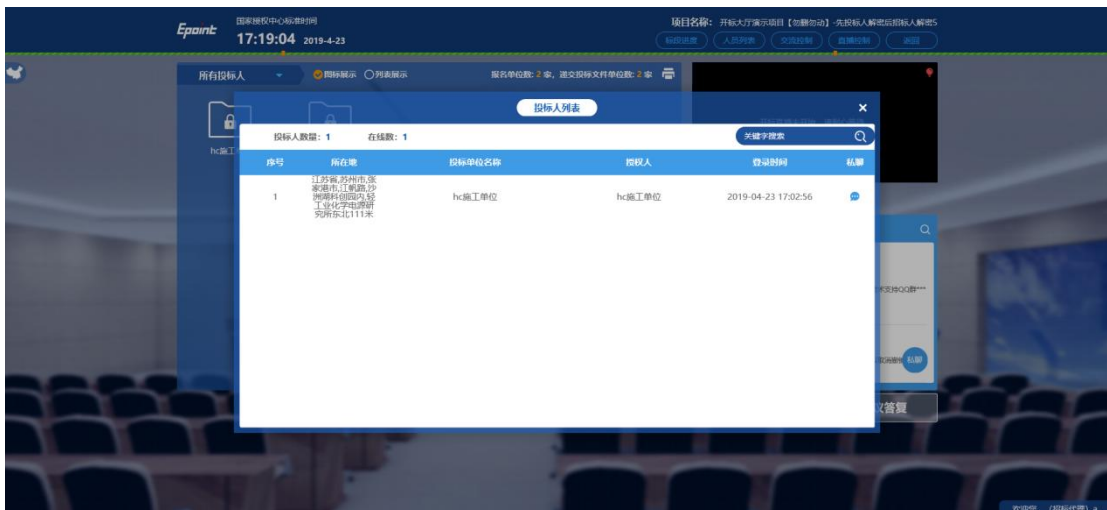 Epoint
国家授权中心标准时间
17:19:04 2019-4-23
项目名称：开标大厅演示项目【勿删勿动】-先投标人解密后招标人解密S
标段进度 人员列表 交流控制 直播控制 返回
所有投标人 图标展示 列表展示 报名单位数: 2 家，递交投标文件单位数: 2 家
投标人列表
hc施工
投标人数量: 1 在线数: 1 关键字搜索
序号 所在地 投标单位名称 授权人 登录时间 私聊
1 江苏省,苏州市,张
家港市,江帆路,沙
洲湖科创园内,轻
工业化学电源研
究所东北111米
hc施工单位 hc施工单位 2019-04-23 17:02:56
术支持QQ群
私聊
议答复